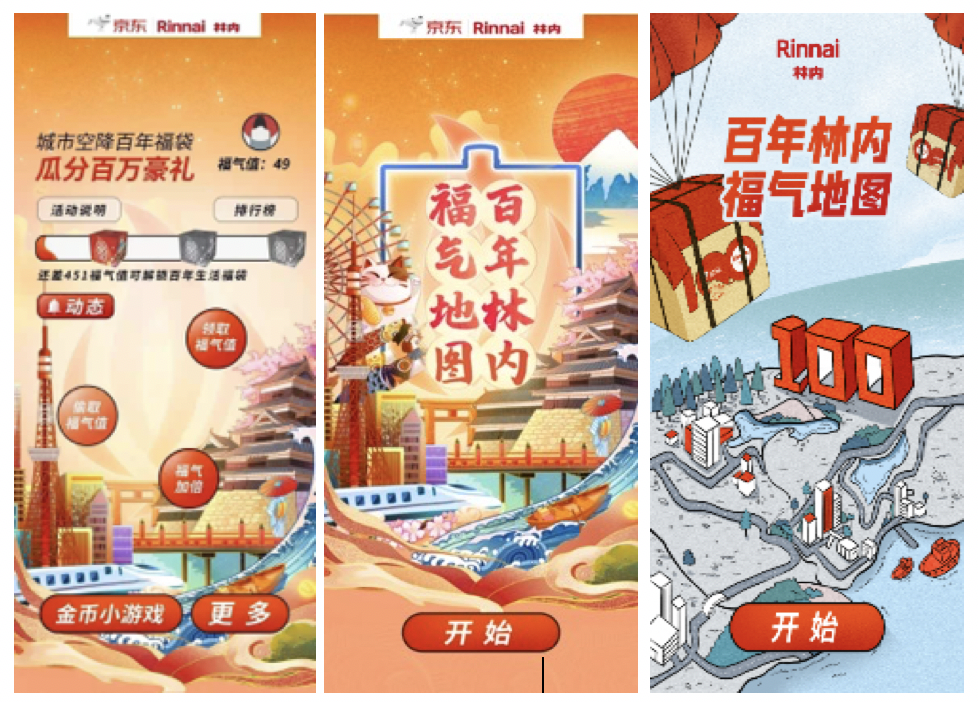 京东 Rinnai 林内
城市空降百年福袋
瓜分百万豪礼
福气值：49
活动说明
排行榜
还差451福气值可解锁百年生活福袋
动态
领取
福气值
偷取
福气值
福气
加倍
金币小游戏
更多
京东 Rinnai 林内
百年林内
福气地图
开始
Rinnai
林内
百年林内
福气地图
100
开始